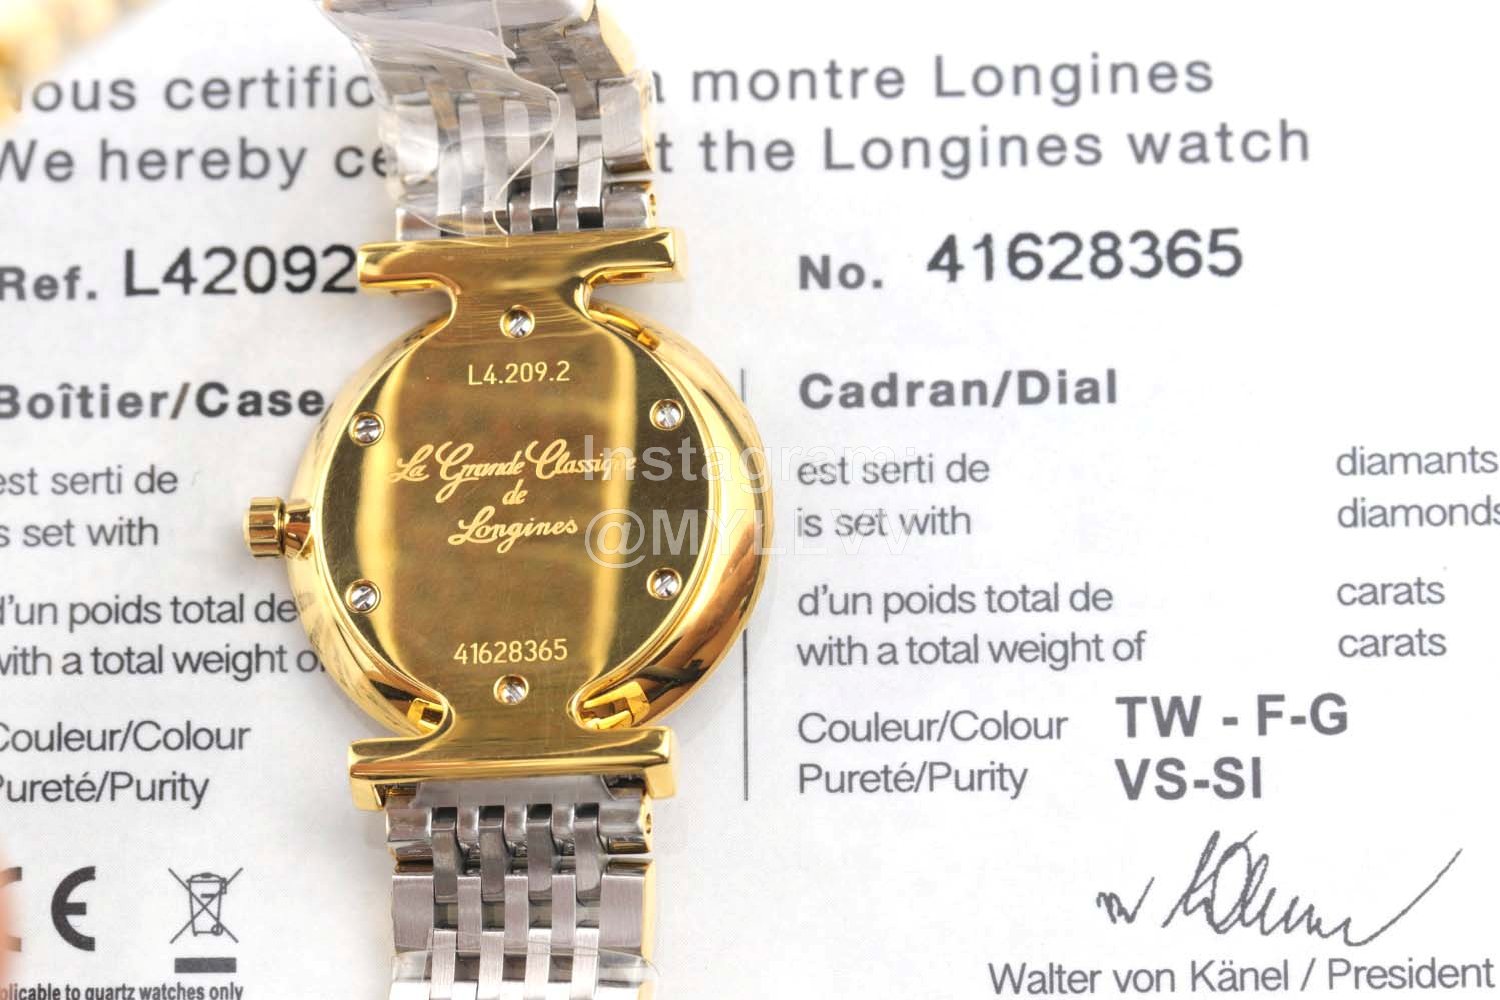 certific montre Longines
We hereby the Longines watch
Ref. L42092 No. 41628365
Boîtier/Case
est serti de
is set with
d'un poids total de
with a total weight of
Couleur/Colour
Pureté/Purity
Cadran/Dial
est serti de diamants
is set with diamonds
d'un poids total de carats
with a total weight of carats
Couleur/Colour TW - F-G
Pureté/Purity VS-SI
L4.209.2
La Grande Classique
de
Longines
41628365
Instagram:
@MYLLVV
CE
to quartz watches only
Walter von Känel / President